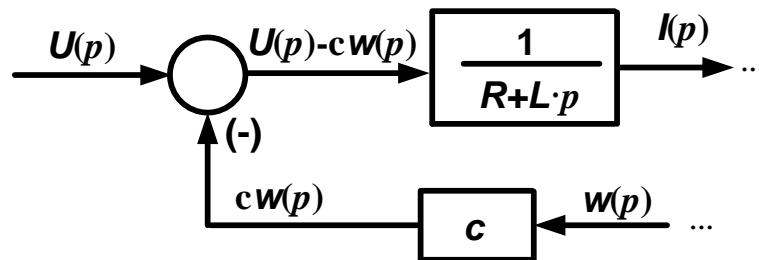 U(p)
U(p)-cw(p)
1
R+L·p
I(p)
..
(-)
cw(p)
c
w(p)
...